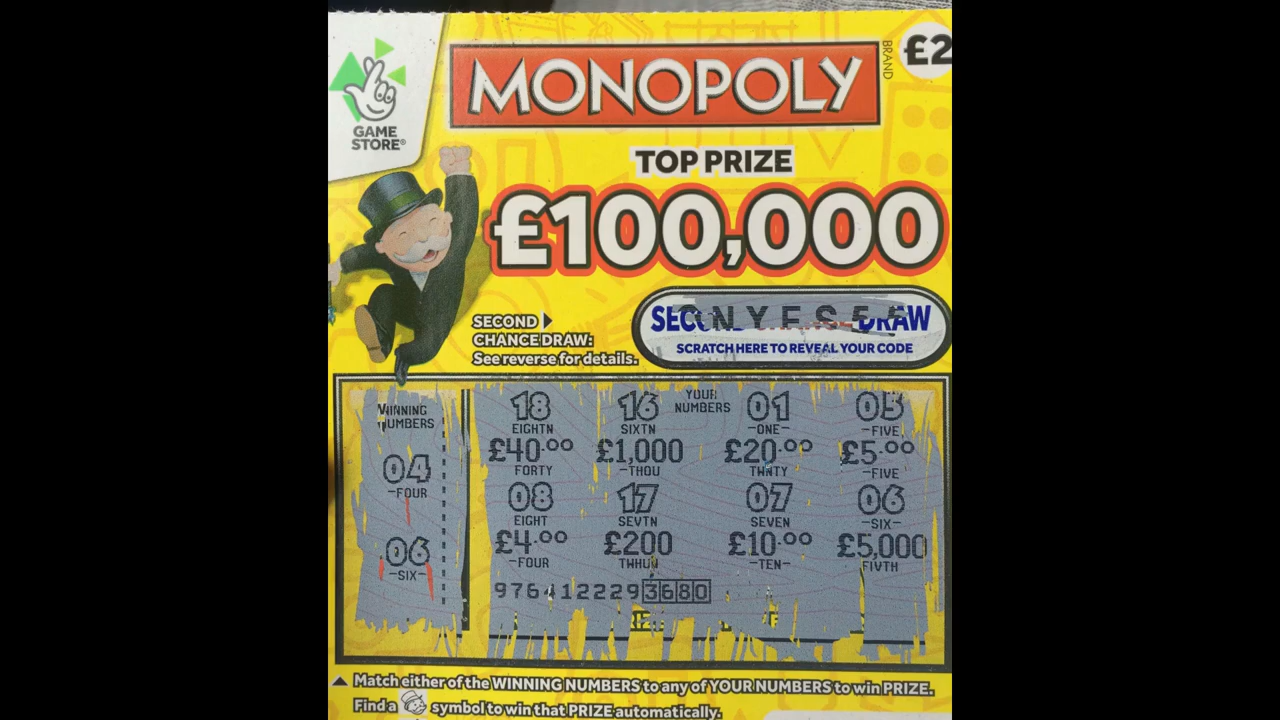 MONOPOLY
BRAND
£2
GAME
STORE®
TOP PRIZE
£100,000
SECOND
CHANCE DRAW:
See reverse for details.
N Y F S
DRAW
SCRATCH HERE TO REVEAL YOUR CODE
WINNING
NUMBERS
04
-FOUR
06
-SIX-
YOUR
NUMBERS
18 16 01 05
EIGHTN SIXTN -ONE- -FIVE-
£40.00 £1,000 £20.00 £5.00
FORTY -THOU TWNTY -FIVE
08 17 07 06
EIGHT SEVTN SEVEN -SIX-
£4.00 £200 £10.00 £5,000
-FOUR TWHUN -TEN- FIVTH
9764122293680
Match either of the WINNING NUMBERS to any of YOUR NUMBERS to win PRIZE.
Find a symbol to win that PRIZE automatically.